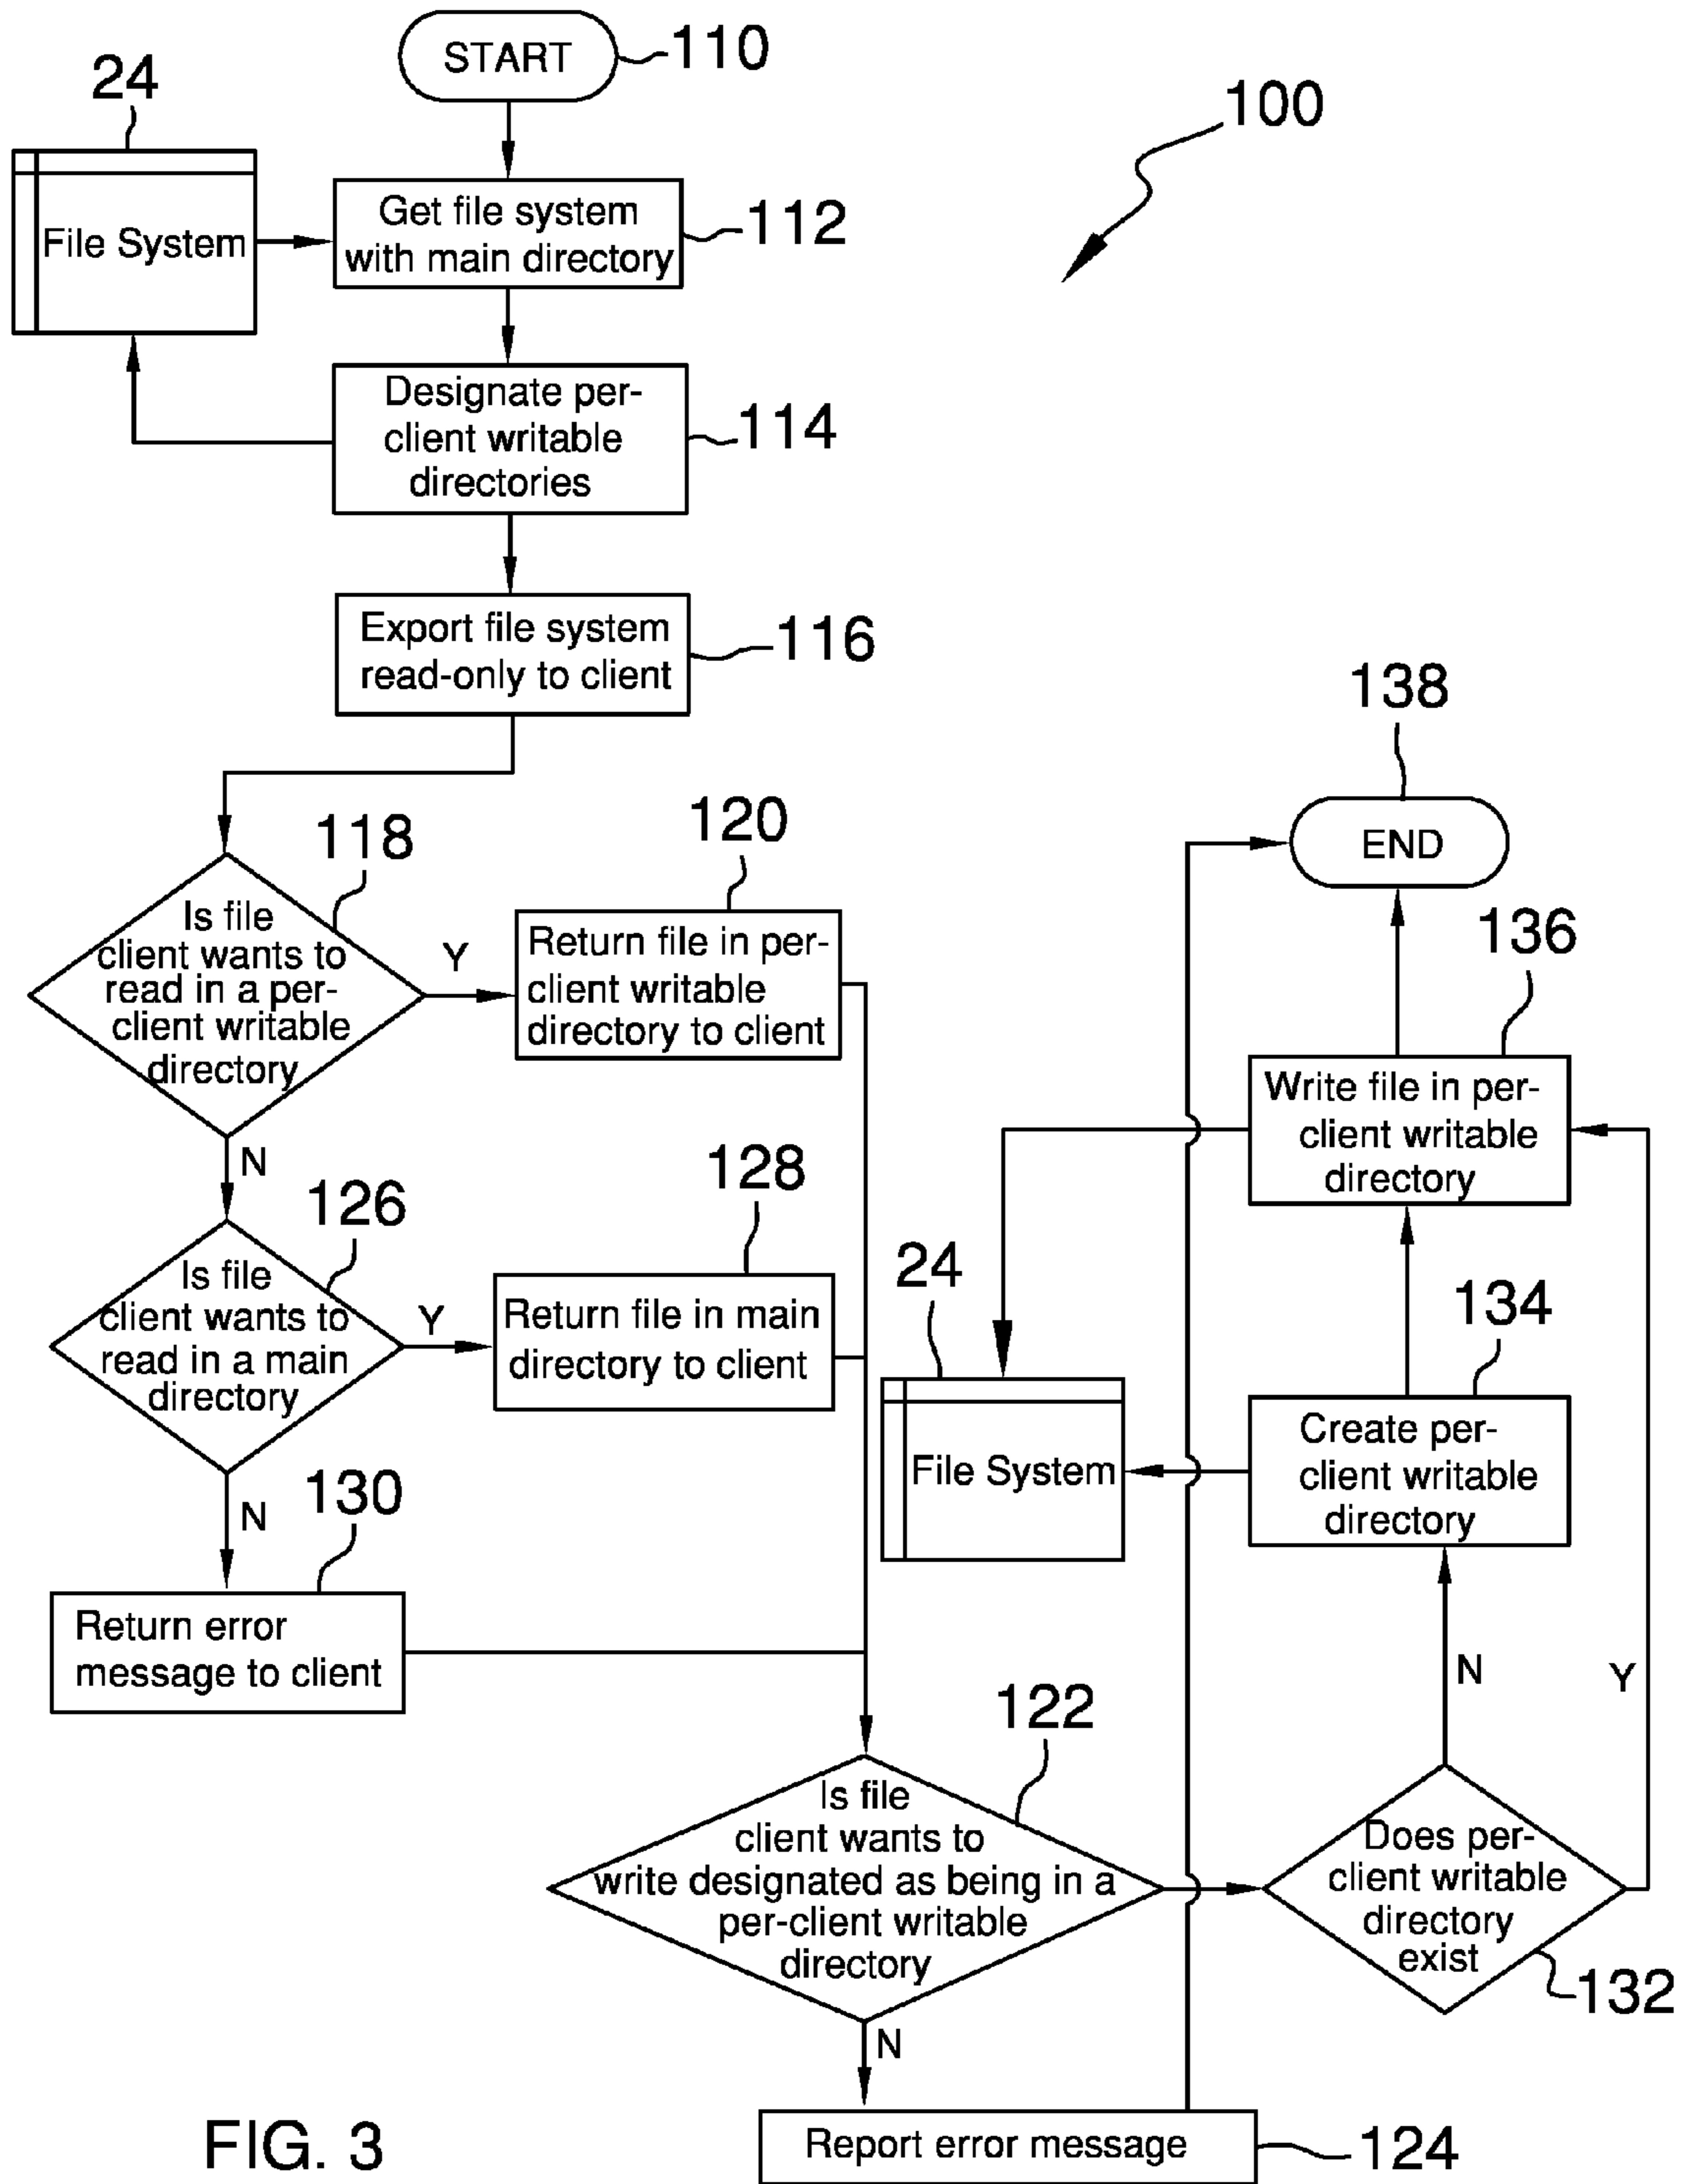 START
110
24
100
File System
Get file system
with main directory
112
Designate per-
client writable
directories
114
Export file system
read-only to client
116
118
Is file
client wants to
read in a per-
client writable
directory
Y
120
Return file in per-
client writable
directory to client
N
126
Is file
client wants to
read in a main
directory
Y
128
Return file in main
directory to client
N
130
Return error
message to client
138
END
136
Write file in per-
client writable
directory
24
File System
134
Create per-
client writable
directory
N
Y
122
Is file
client wants to
write designated as being in a
per-client writable
directory
Does per-
client writable
directory
exist
132
N
Report error message
124
FIG. 3